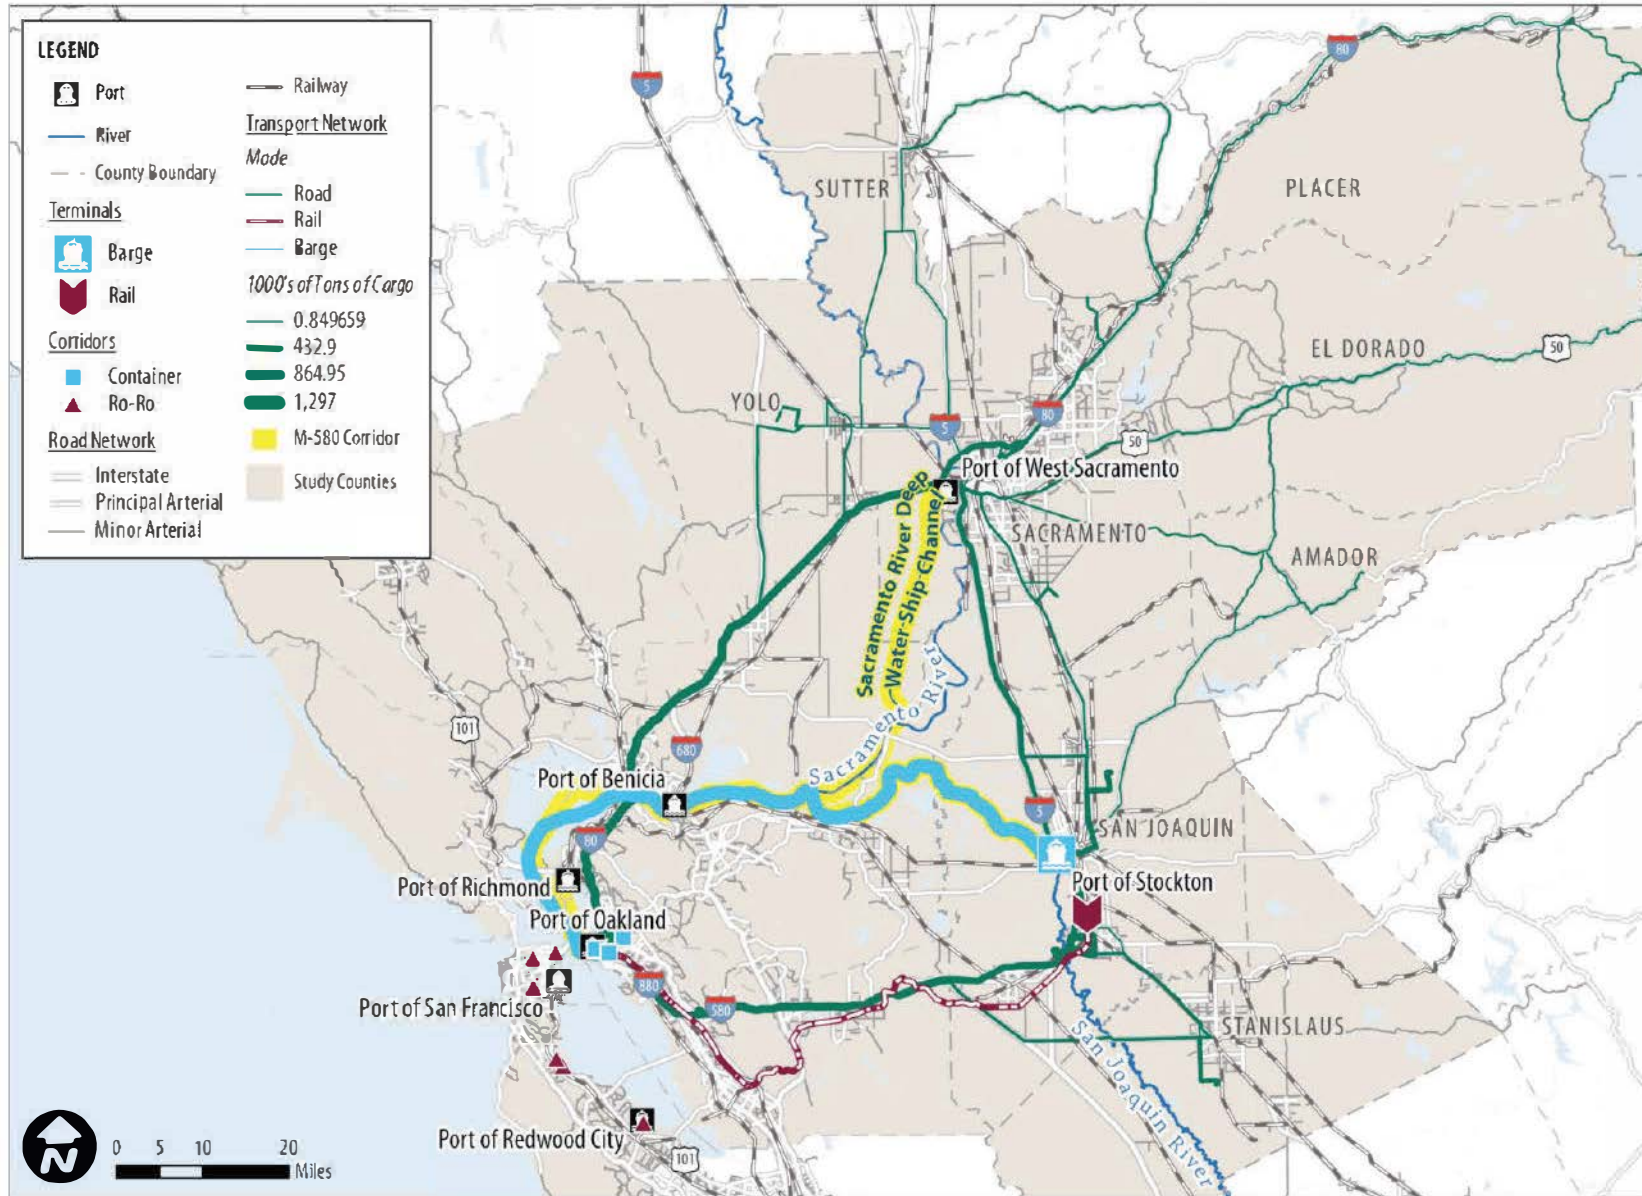 LEGEND
Port
River
County Boundary
Terminals
Barge
Rail
Corridors
Container
Ro-Ro
Road Network
Interstate
Principal Arterial
Minor Arterial
Railway
Transport Network
Mode
Road
Rail
Barge
1000's of Tons of Cargo
0.849659
432.9
864.95
1,297
M-580 Corridor
Study Counties
5
80
SUTTER
PLACER
EL DORADO
50
YOLO
5
80
50
Port of West Sacramento
SACRAMENTO
AMADOR
Sacramento River Deep
Water Ship Channel
Sacramento River
101
680
Port of Benicia
80
5
SAN JOAQUIN
Port of Richmond
Port of Stockton
Port of Oakland
880
580
Port of San Francisco
STANISLAUS
San Joaquin River
Port of Redwood City
101
N
0 5 10 20
Miles